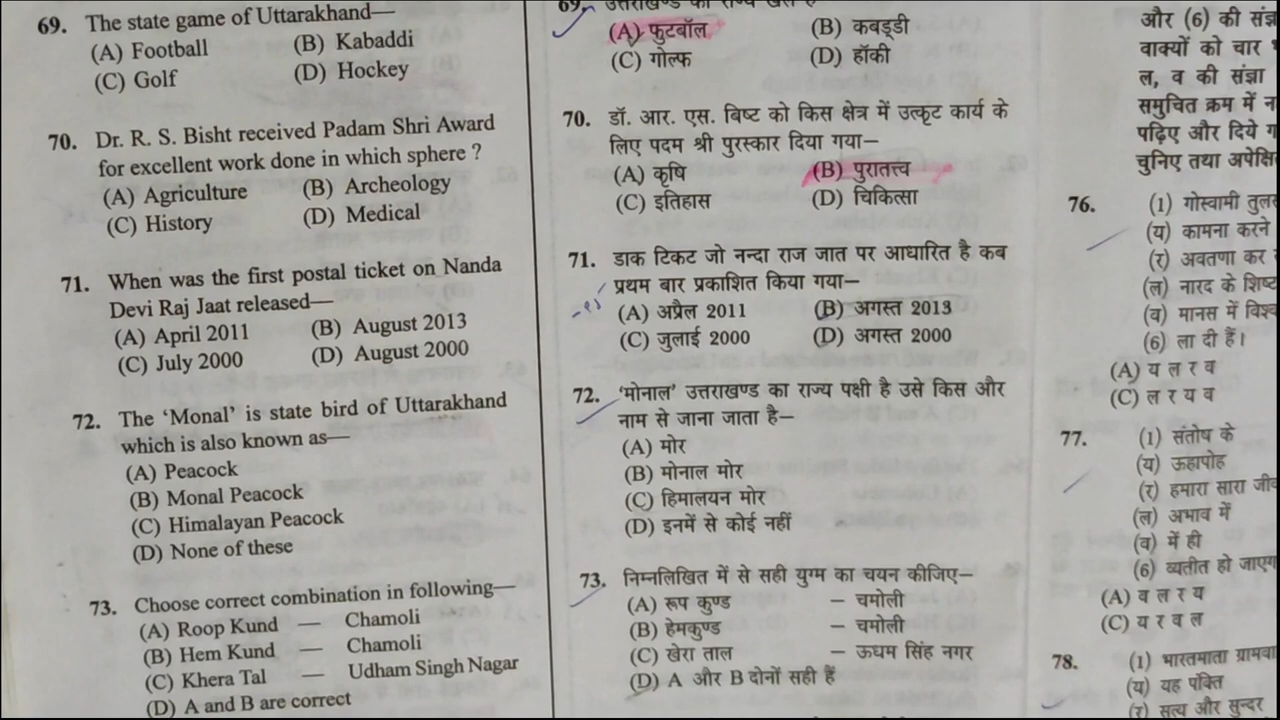 69. The state game of Uttarakhand—
(A) Football (B) Kabaddi
(C) Golf (D) Hockey
70. Dr. R. S. Bisht received Padam Shri Award
for excellent work done in which sphere ?
(A) Agriculture (B) Archeology
(C) History (D) Medical
71. When was the first postal ticket on Nanda
Devi Raj Jaat released—
(A) April 2011 (B) August 2013
(C) July 2000 (D) August 2000
72. The ‘Monal’ is state bird of Uttarakhand
which is also known as—
(A) Peacock
(B) Monal Peacock
(C) Himalayan Peacock
(D) None of these
73. Choose correct combination in following—
(A) Roop Kund — Chamoli
(B) Hem Kund — Chamoli
(C) Khera Tal — Udham Singh Nagar
(D) A and B are correct
69. उत्तराखण्ड का राज्य खेल है
(A) फुटबॉल (B) कबड्डी
(C) गोल्फ (D) हॉकी
70. डॉ. आर. एस. बिष्ट को किस क्षेत्र में उत्कृट कार्य के
लिए पदम श्री पुरस्कार दिया गया–
(A) कृषि (B) पुरातत्त्व
(C) इतिहास (D) चिकित्सा
71. डाक टिकट जो नन्दा राज जात पर आधारित है कब
प्रथम बार प्रकाशित किया गया–
(A) अप्रैल 2011 (B) अगस्त 2013
(C) जुलाई 2000 (D) अगस्त 2000
72. ‘मोनाल’ उत्तराखण्ड का राज्य पक्षी है उसे किस और
नाम से जाना जाता है–
(A) मोर
(B) मोनाल मोर
(C) हिमालयन मोर
(D) इनमें से कोई नहीं
73. निम्नलिखित में से सही युग्म का चयन कीजिए–
(A) रूप कुण्ड – चमोली
(B) हेमकुण्ड – चमोली
(C) खेरा ताल – ऊधम सिंह नगर
(D) A और B दोनों सही हैं
और (6) की संज्ञ
वाक्यों को चार
ल, व की संज्ञा
समुचित क्रम में
पढ़िए और दिये
चुनिए तथा
76. (1) गोस्वामी
(य) कामना करने
(र) अवतणा कर
(ल) नारद के
(व) मानस में
(6) ला दी हैं।
(A) य ल र व
(C) ल र य व
77. (1) संतोष के
(य) ऊहापोह
(र) हमारा सारा
(ल) अभाव में
(व) में ही
(6) व्यतीत हो
(A) व ल र य
(C) य र व ल
78. (1) भारतमाता
(य) यह पंक्ति
(र) सत्य और सुन्दर